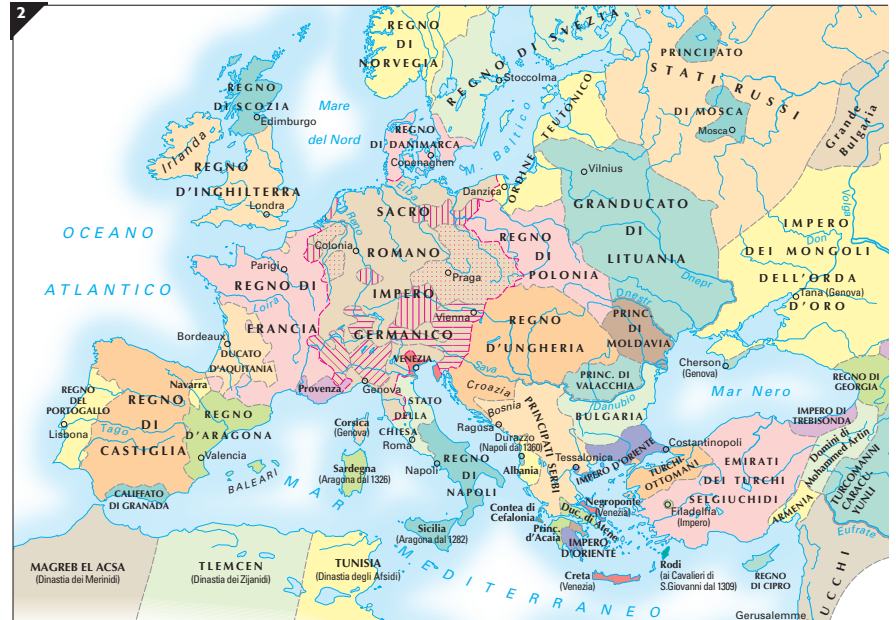 2
REGNO
DI
NORVEGIA
REGNO DI SVEZIA
Stoccolma
PRINCIPATO
DI MOSCA
Mosca
STATI RUSSI
Grande
Bulgaria
REGNO
DI SCOZIA
Edimburgo
Mare
del Nord
Irlanda
REGNO
D'INGHILTERRA
Londra
REGNO
DI DANIMARCA
Copenaghen
M. Baltico
ORDINE TEUTONICO
Danzica
Vilnius
GRANDUCATO
DI
LITUANIA
IMPERO
DEI MONGOLI
DELL'ORDA
D'ORO
Volga
Don
Tana (Genova)
OCEANO
ATLANTICO
SACRO
ROMANO
IMPERO
GERMANICO
Elba
Reno
Colonia
Praga
Vienna
REGNO
DI
POLONIA
Dnepr
Dnestr
Parigi
REGNO DI
FRANCIA
Loira
Bordeaux
DUCATO
D'AQUITANIA
REGNO
D'UNGHERIA
PRINC.
DI
MOLDAVIA
Cherson
(Genova)
VENEZIA
Sava
Croazia
PRINC. DI
VALACCHIA
Danubio
BULGARIA
Mar Nero
REGNO DI
GEORGIA
IMPERO DI
TREBISONDA
REGNO
DEL
PORTOGALLO
Lisbona
Tago
REGNO
DI
CASTIGLIA
Navarra
REGNO
D'ARAGONA
Valencia
Provenza
Genova
STATO
DELLA
CHIESA
Roma
Corsica
(Genova)
Bosnia
Ragusa
PRINCIPATI SERBI
Durazzo
(Napoli dal 1360)
Albania
Tessalonica
IMPERO D'ORIENTE
Costantinopoli
TURCHI
OTTOMANI
EMIRATI
DEI TURCHI
SELGIUCHIDI
Filadelfia
(Impero)
Domini di
Mohammed Artin
TURCOMANNI
CARACU-
YUNLI
ARMENIA
Eufrate
CALIFFATO
DI GRANADA
BALEARI
Sardegna
(Aragona dal 1326)
Napoli
REGNO
DI
NAPOLI
Sicilia
(Aragona dal 1282)
Contea di
Cefalonia
Princ.
d'Acaia
Duc. di Atene
Negroponte
(Venezia)
IMPERO
D'ORIENTE
Creta
(Venezia)
Rodi
(ai Cavalieri di
S.Giovanni dal 1309)
REGNO
DI CIPRO
UCCHI
Gerusalemme
MAR MEDITERRANEO
MAGREB EL ACSA
(Dinastia dei Merinidi)
TLEMCEN
(Dinastia dei Zijanidi)
TUNISIA
(Dinastia degli Afsidi)